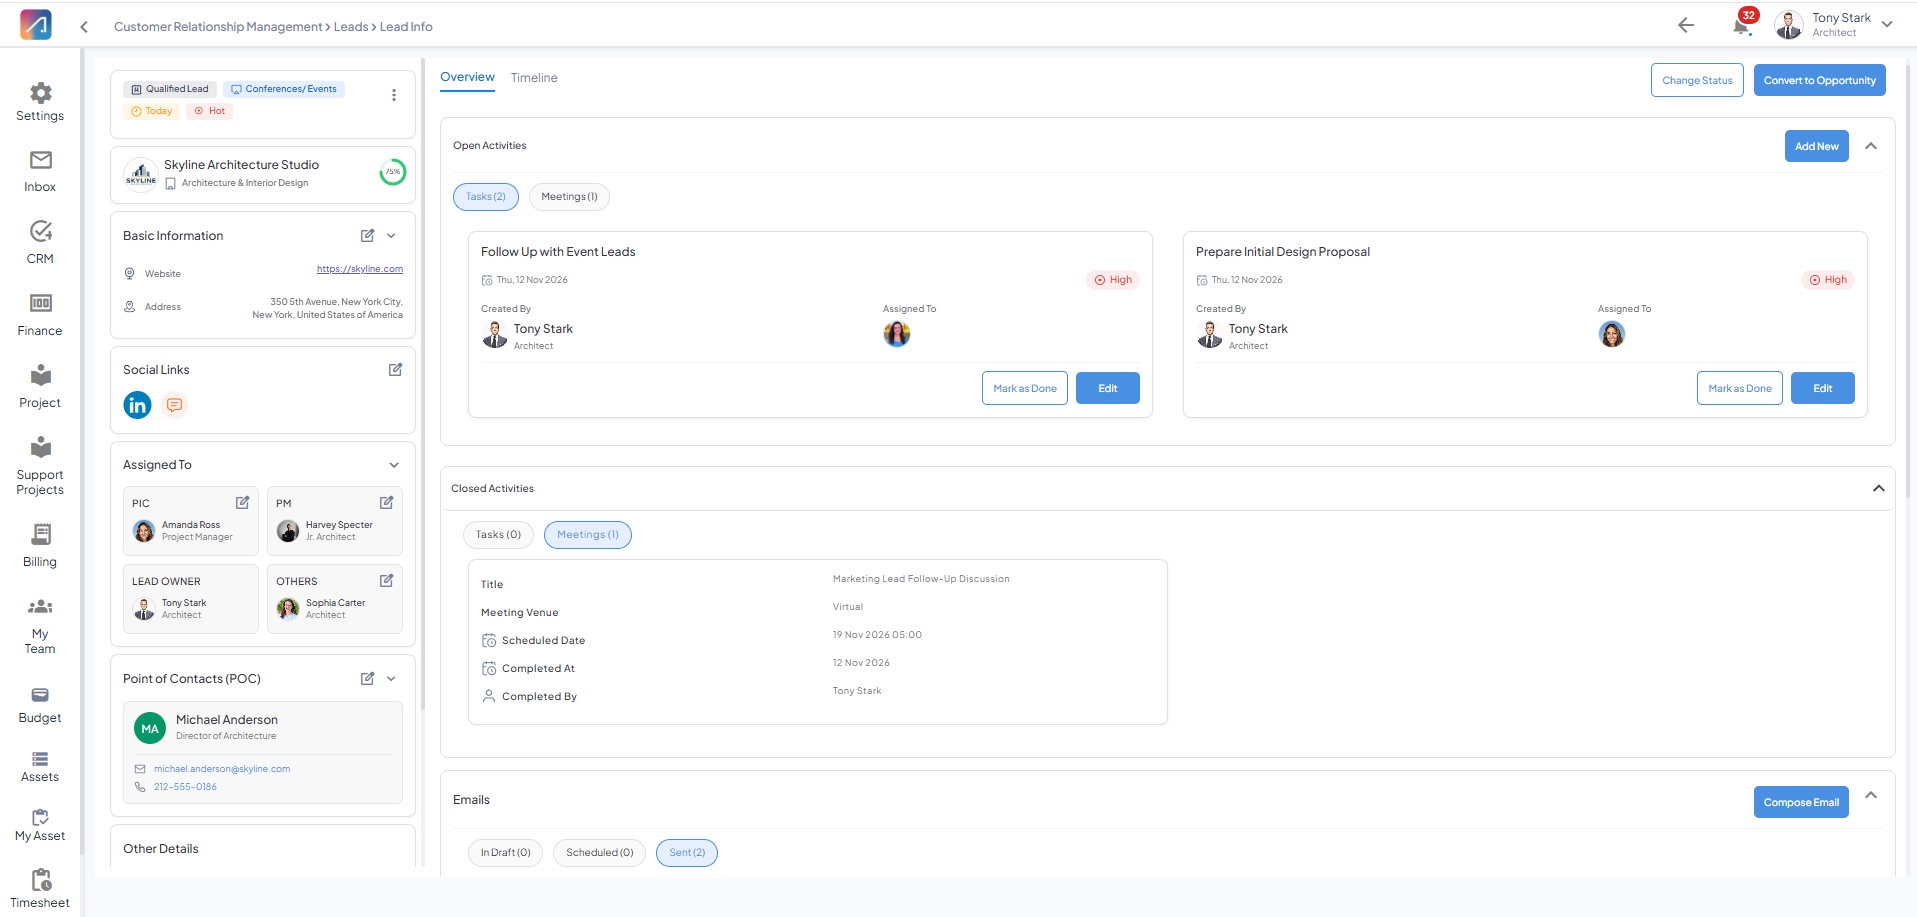 Customer Relationship Management › Leads › Lead Info
32
Tony Stark
Architect
Settings
Inbox
CRM
Finance
Project
Support
Projects
Billing
My
Team
Budget
Assets
My Asset
Timesheet
Qualified Lead
Conferences/ Events
Today
Hot
SKYLINE
Skyline Architecture Studio
Architecture & Interior Design
75%
Basic Information
Website
https://skyline.com
Address
350 5th Avenue, New York City,
New York, United States of America
Social Links
in
Assigned To
PIC
Amanda Ross
Project Manager
PM
Harvey Specter
Jr. Architect
LEAD OWNER
Tony Stark
Architect
OTHERS
Sophia Carter
Architect
Point of Contacts (POC)
MA
Michael Anderson
Director of Architecture
michael.anderson@skyline.com
212-555-0186
Other Details
Overview
Timeline
Change Status
Convert to Opportunity
Open Activities
Add New
Tasks (2)
Meetings (1)
Follow Up with Event Leads
Thu, 12 Nov 2026
High
Created By
Tony Stark
Architect
Assigned To
Mark as Done
Edit
Prepare Initial Design Proposal
Thu, 12 Nov 2026
High
Created By
Tony Stark
Architect
Assigned To
Mark as Done
Edit
Closed Activities
Tasks (0)
Meetings (1)
Title
Marketing Lead Follow-Up Discussion
Meeting Venue
Virtual
Scheduled Date
19 Nov 2026 05:00
Completed At
12 Nov 2026
Completed By
Tony Stark
Emails
Compose Email
In Draft (0)
Scheduled (0)
Sent (2)